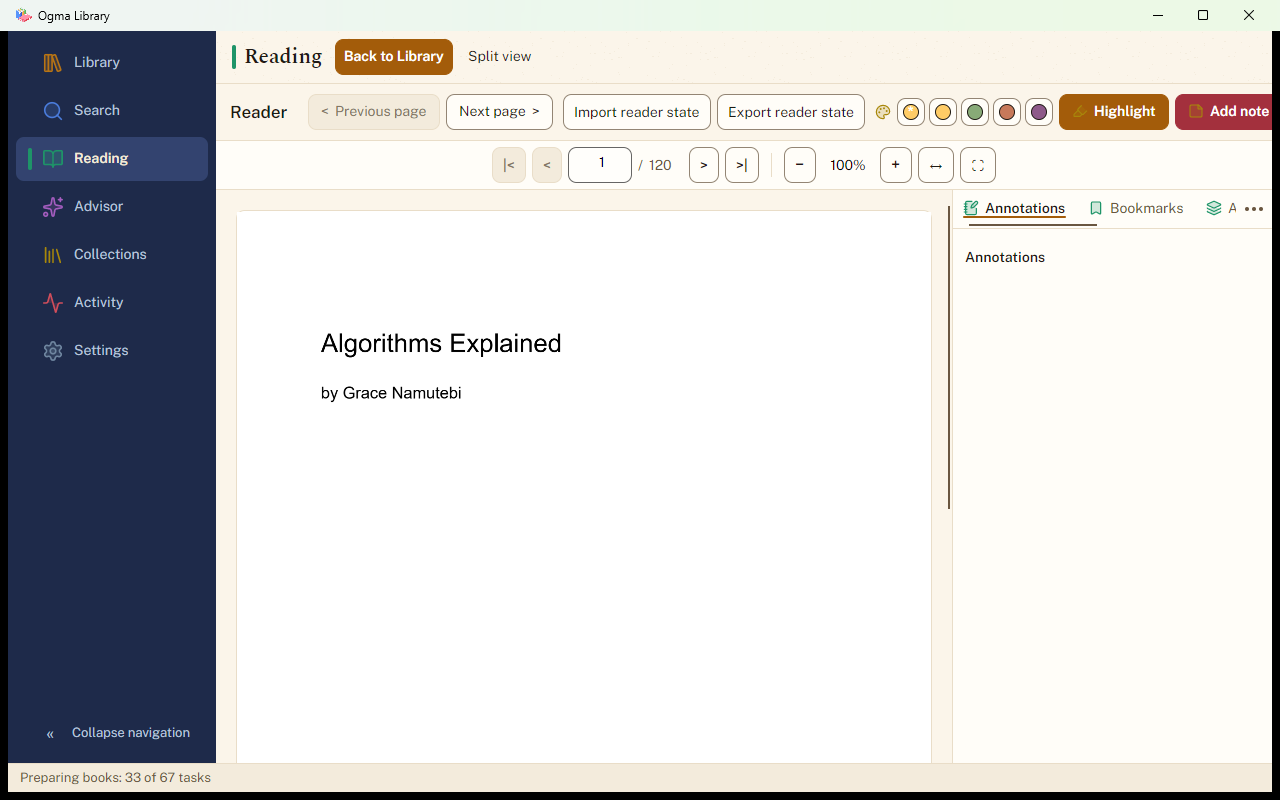 Ogma Library
Library
Search
Reading
Advisor
Collections
Activity
Settings
« Collapse navigation
Reading
Back to Library
Split view
Reader
< Previous page
Next page >
Import reader state
Export reader state
Highlight
Add note
|<
<
1
/ 120
>
>|
−
100%
+
↔
Annotations
Bookmarks
A
•••
Annotations
Algorithms Explained
by Grace Namutebi
Preparing books: 33 of 67 tasks